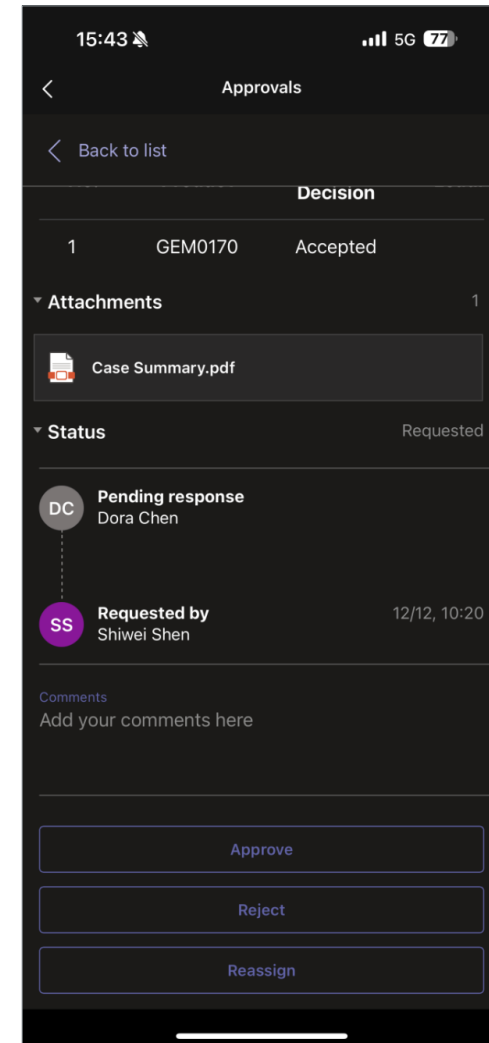 15:43
5G 77
Approvals
Back to list
Decision
1 GEM0170 Accepted
Attachments 1
Case Summary.pdf
Status Requested
DC
Pending response
Dora Chen
SS
Requested by 12/12, 10:20
Shiwei Shen
Comments
Add your comments here
Approve
Reject
Reassign